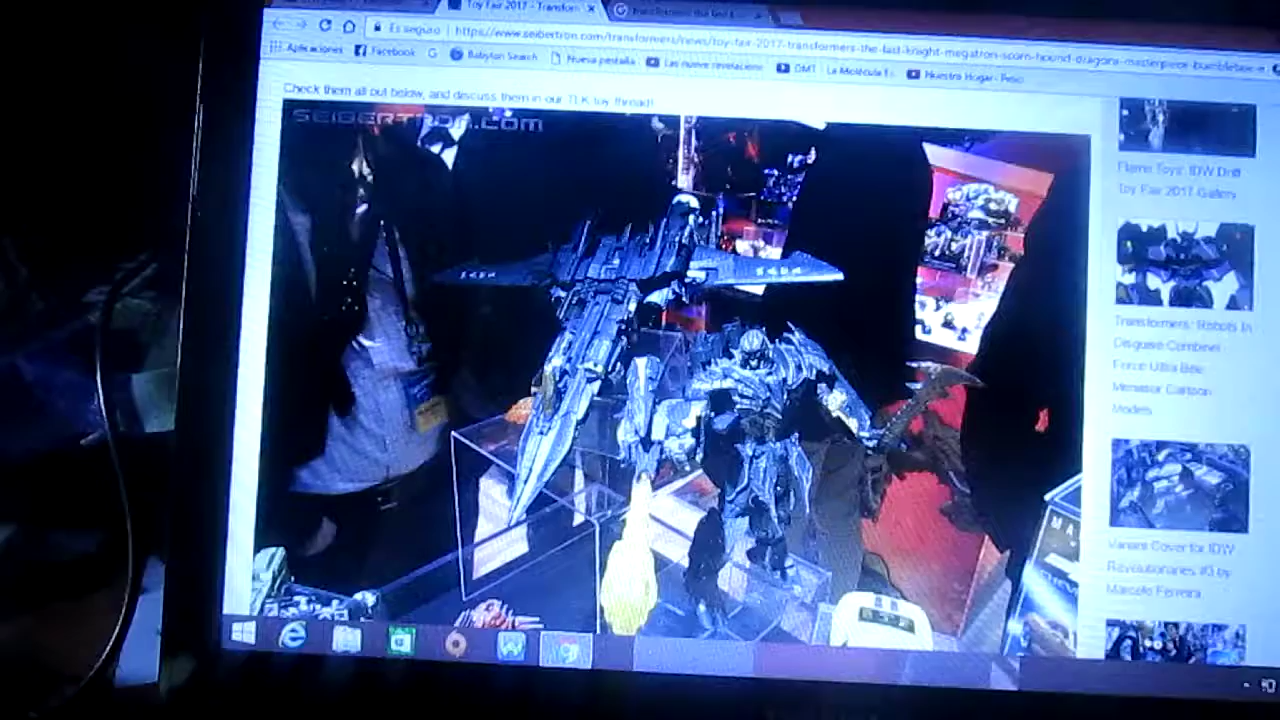 Toy Fair 2017 - Transform
Es seguro https://www.seibertron.com/transformers/news/toy-fair-2017-transformers-the-last-knight-megatron-scorn-hound-dragons-masterpiece-bumblebee-
Aplicaciones Facebook G Babylon Search Nueva pestaña Las nueve revelacione OMT La Molécula Nuestro Hogar
Check them all out below, and discuss them in our TLK toy thread!
SEIBERTRON.COM
Flame Toys' IDW Drift
Toy Fair 2017 Gallery
Transformers: Robots In
Disguise Combiner
Force Ultra Bee
Menasor Cartoon
Models
Variant Cover for IDW
Revolutionaries #3 by
Marcelo Ferreira
MA